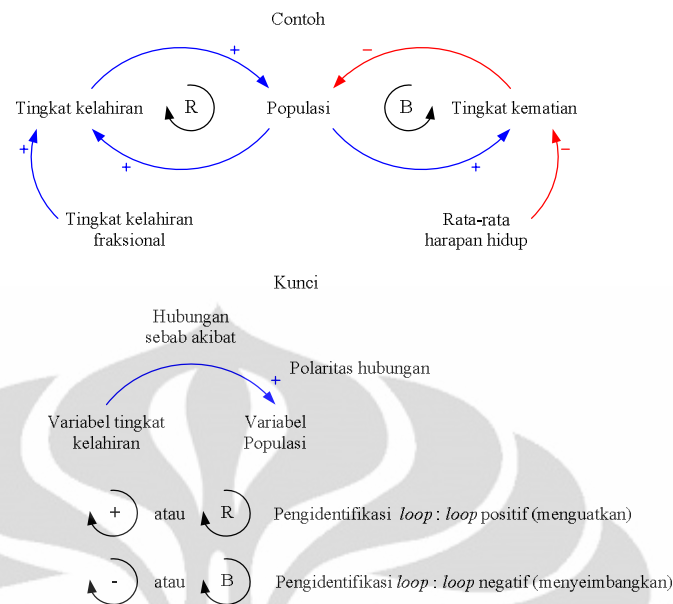 Contoh
+
−
Tingkat kelahiran
R
Populasi
B
Tingkat kematian
+
+
+
−
Tingkat kelahiran
fraksional
Rata-rata
harapan hidup
Kunci
Hubungan
sebab akibat
+
Polaritas hubungan
Variabel tingkat
kelahiran
Variabel
Populasi
+ atau R Pengidentifikasi loop : loop positif (menguatkan)
- atau B Pengidentifikasi loop : loop negatif (menyeimbangkan)